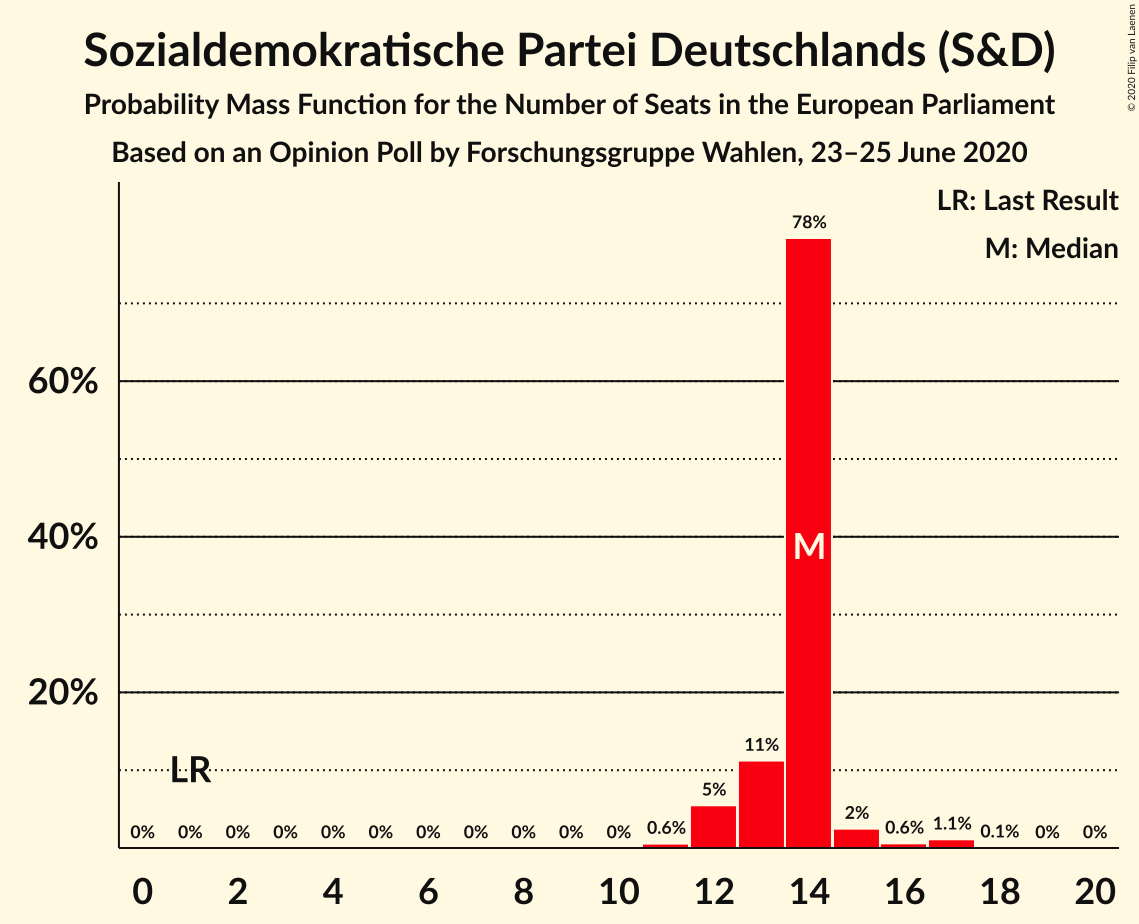 Sozialdemokratische Partei Deutschlands (S&D)
Probability Mass Function for the Number of Seats in the European Parliament
Based on an Opinion Poll by Forschungsgruppe Wahlen, 23–25 June 2020
© 2020 Filip van Laenen
LR: Last Result
M: Median
78%
60%
40%
M
20%
11%
LR
5%
0% 0% 0% 0% 0% 0% 0% 0% 0% 0% 0% 0.6% 2% 0.6% 1.1% 0.1% 0% 0%
0 2 4 6 8 10 12 14 16 18 20